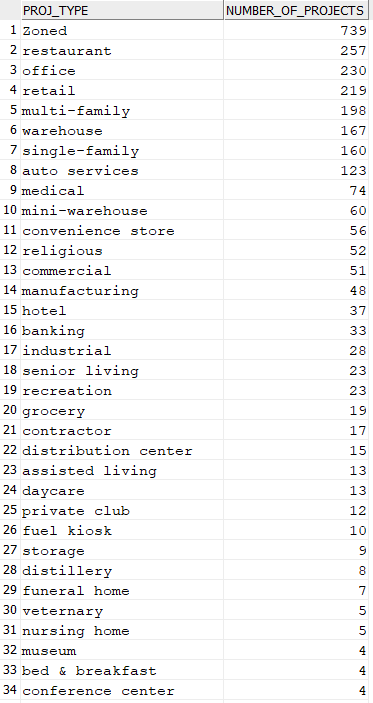 PROJ_TYPE NUMBER_OF_PROJECTS
1 Zoned 739
2 restaurant 257
3 office 230
4 retail 219
5 multi-family 198
6 warehouse 167
7 single-family 160
8 auto services 123
9 medical 74
10 mini-warehouse 60
11 convenience store 56
12 religious 52
13 commercial 51
14 manufacturing 48
15 hotel 37
16 banking 33
17 industrial 28
18 senior living 23
19 recreation 23
20 grocery 19
21 contractor 17
22 distribution center 15
23 assisted living 13
24 daycare 13
25 private club 12
26 fuel kiosk 10
27 storage 9
28 distillery 8
29 funeral home 7
30 veternary 5
31 nursing home 5
32 museum 4
33 bed & breakfast 4
34 conference center 4